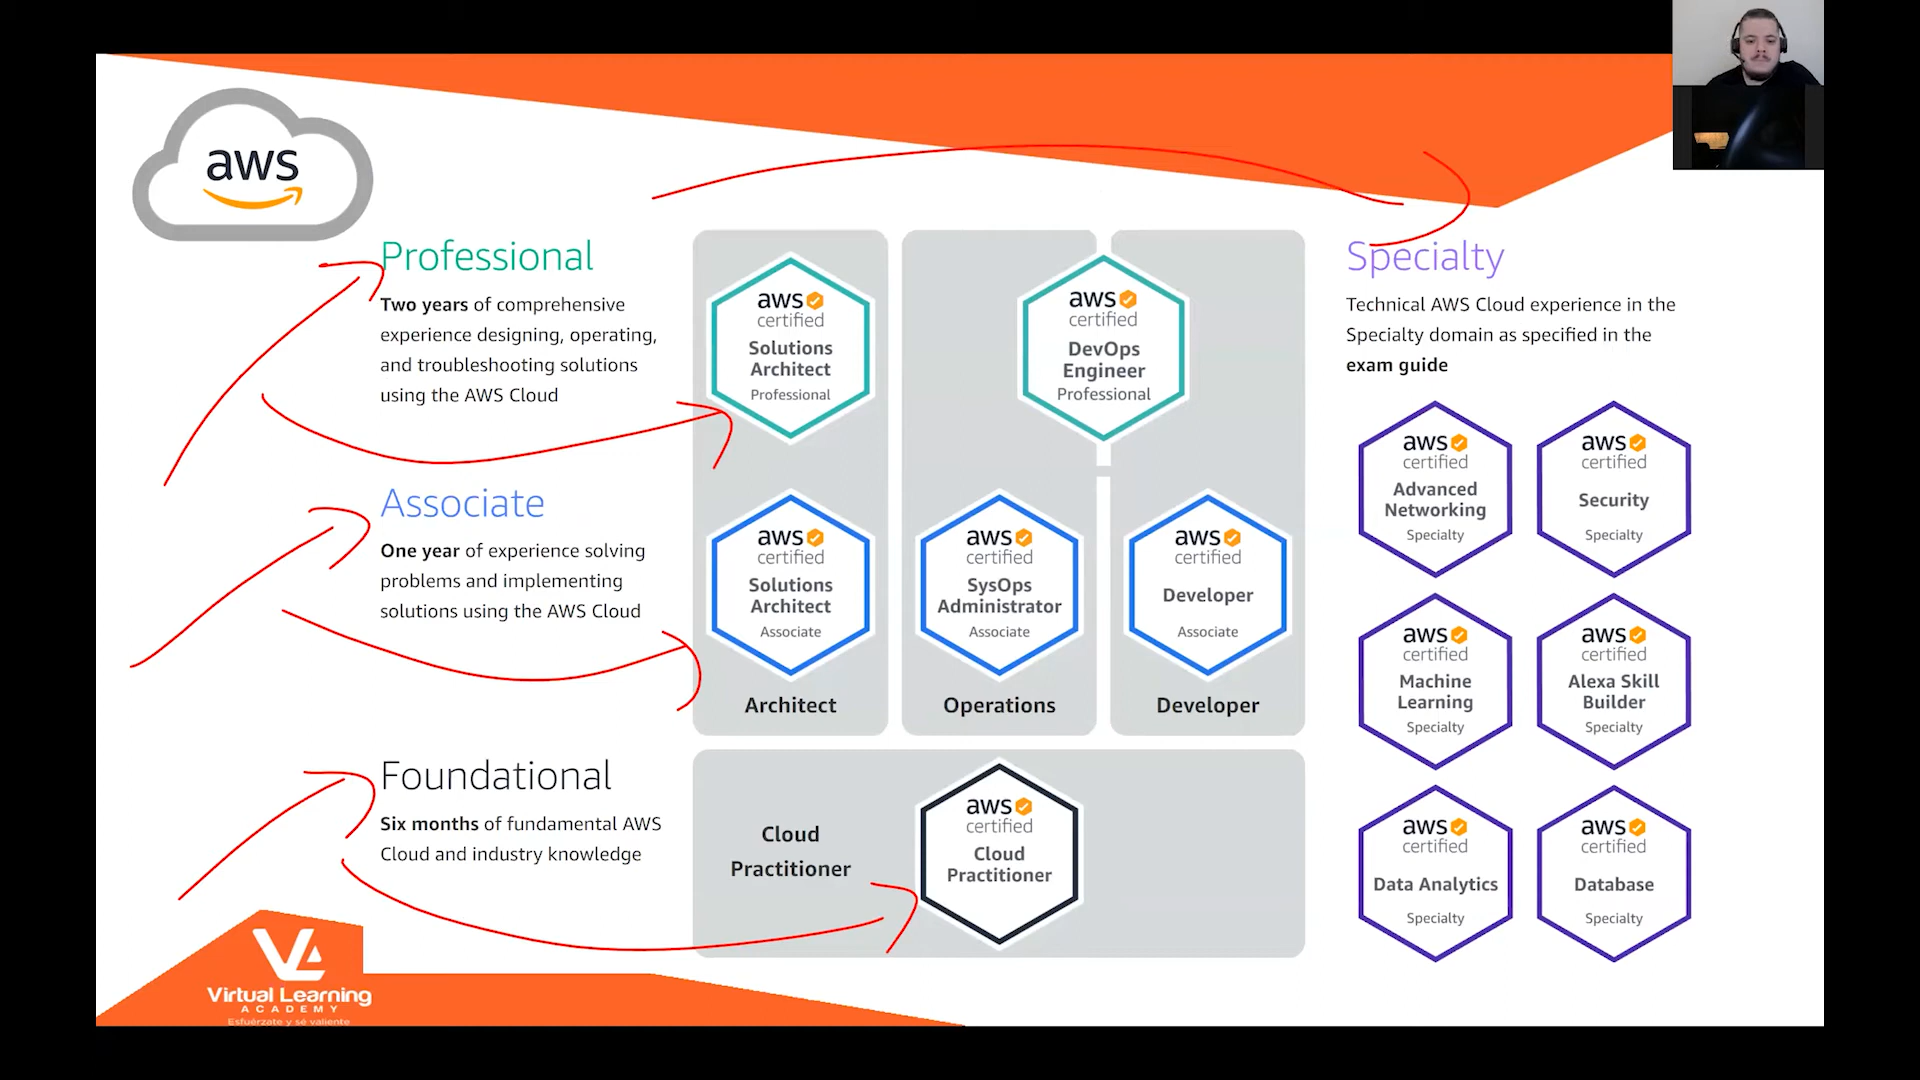 aws
Professional
Two years of comprehensive
experience designing, operating,
and troubleshooting solutions
using the AWS Cloud
Associate
One year of experience solving
problems and implementing
solutions using the AWS Cloud
Foundational
Six months of fundamental AWS
Cloud and industry knowledge
aws
certified
Solutions
Architect
Professional
aws
certified
DevOps
Engineer
Professional
aws
certified
Solutions
Architect
Associate
aws
certified
SysOps
Administrator
Associate
aws
certified
Developer
Associate
Architect
Operations
Developer
Cloud
Practitioner
aws
certified
Cloud
Practitioner
Specialty
Technical AWS Cloud experience in the
Specialty domain as specified in the
exam guide
aws
certified
Advanced
Networking
Specialty
aws
certified
Security
Specialty
aws
certified
Machine
Learning
Specialty
aws
certified
Alexa Skill
Builder
Specialty
aws
certified
Data Analytics
Specialty
aws
certified
Database
Specialty
VLA
Virtual Learning
ACADEMY
Esfuérzate y sé valiente